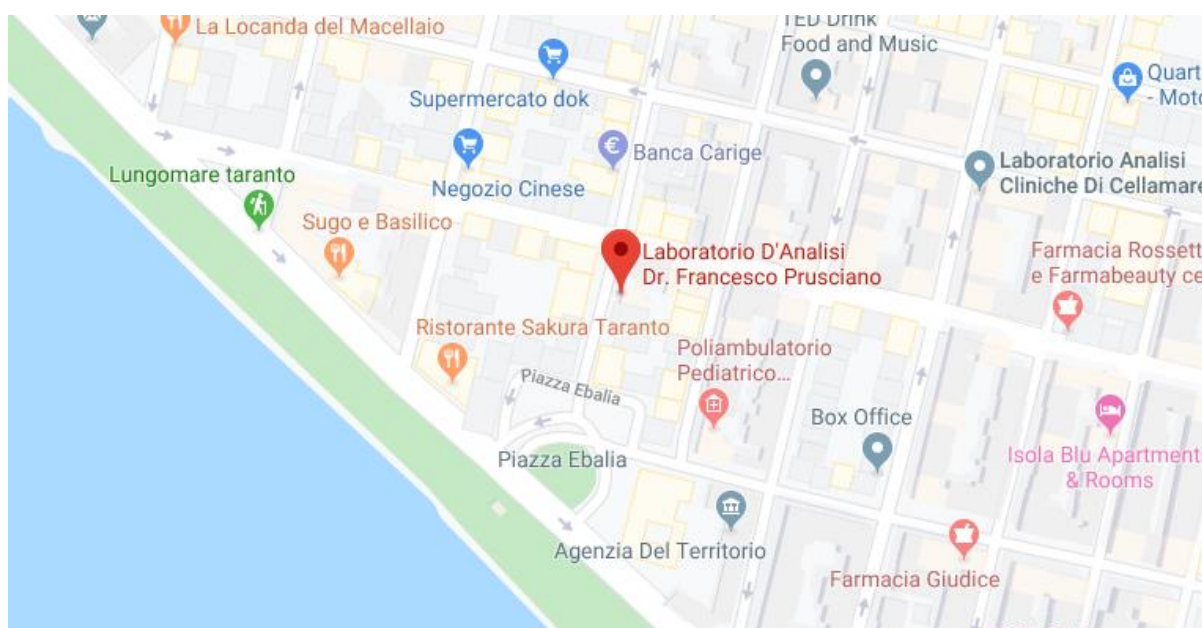 TED Drink
Food and Music
La Locanda del Macellaio
Quart
- Moto
Supermercato dok
Banca Carige
Laboratorio Analisi
Cliniche Di Cellamare
Lungomare taranto
Negozio Cinese
Sugo e Basilico
Laboratorio D'Analisi
Dr. Francesco Prusciano
Farmacia Rossett
e Farmabeauty ce
Ristorante Sakura Taranto
Poliambulatorio
Pediatrico...
Piazza Ebalia
Box Office
Piazza Ebalia
Isola Blu Apartment
& Rooms
Agenzia Del Territorio
Farmacia Giudice